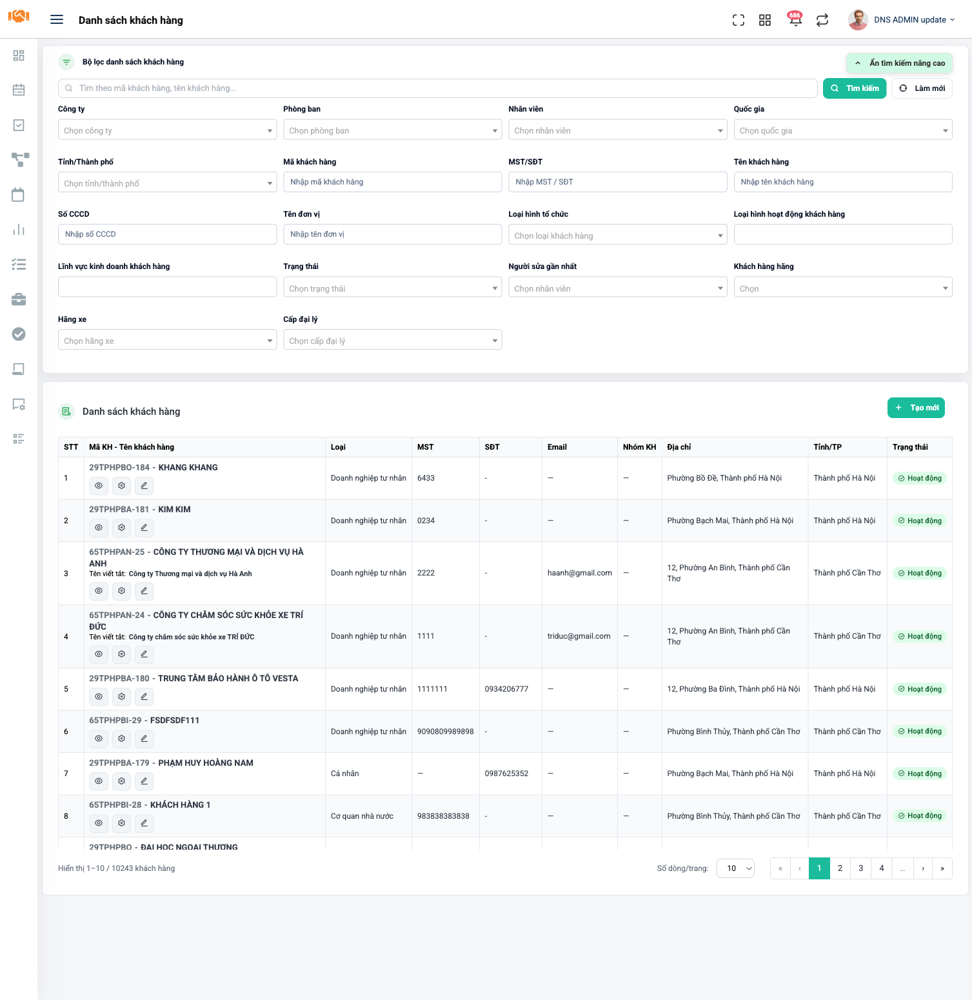 Danh sách khách hàng
686
DNS ADMIN update
Bộ lọc danh sách khách hàng
Ẩn tìm kiếm nâng cao
Tìm theo mã khách hàng, tên khách hàng...
Tìm kiếm
Làm mới
Công ty
Phòng ban
Nhân viên
Quốc gia
Chọn công ty
Chọn phòng ban
Chọn nhân viên
Chọn quốc gia
Tỉnh/Thành phố
Mã khách hàng
MST/SĐT
Tên khách hàng
Chọn tỉnh/thành phố
Nhập mã khách hàng
Nhập MST / SĐT
Nhập tên khách hàng
Số CCCD
Tên đơn vị
Loại hình tổ chức
Loại hình hoạt động khách hàng
Nhập số CCCD
Nhập tên đơn vị
Chọn loại khách hàng
Lĩnh vực kinh doanh khách hàng
Trạng thái
Người sửa gần nhất
Khách hàng hãng
Chọn trạng thái
Chọn nhân viên
Chọn
Hãng xe
Cấp đại lý
Chọn hãng xe
Chọn cấp đại lý
Danh sách khách hàng
Tạo mới
STT Mã KH - Tên khách hàng Loại MST SĐT Email Nhóm KH Địa chỉ Tỉnh/TP Trạng thái
29TPHPBO-184 - KHANG KHANG
1 Doanh nghiệp tư nhân 6433 - — — Phường Bồ Đề, Thành phố Hà Nội Thành phố Hà Nội Hoạt động
29TPHPBA-181 - KIM KIM
2 Doanh nghiệp tư nhân 0234 - — — Phường Bạch Mai, Thành phố Hà Nội Thành phố Hà Nội Hoạt động
65TPHPAN-25 - CÔNG TY THƯƠNG MẠI VÀ DỊCH VỤ HÀ
ANH
Tên viết tắt: Công ty Thương mại và dịch vụ Hà Anh
3 Doanh nghiệp tư nhân 2222 - haanh@gmail.com — 12, Phường An Bình, Thành phố Cần
Thơ
Thành phố Cần Thơ Hoạt động
65TPHPAN-24 - CÔNG TY CHĂM SÓC SỨC KHỎE XE TRÍ
ĐỨC
Tên viết tắt: Công ty chăm sóc sức khỏe xe TRÍ ĐỨC
4 Doanh nghiệp tư nhân 1111 - triduc@gmail.com — 12, Phường An Bình, Thành phố Cần
Thơ
Thành phố Cần Thơ Hoạt động
29TPHPBA-180 - TRUNG TÂM BẢO HÀNH Ô TÔ VESTA
5 Doanh nghiệp tư nhân 1111111 0934206777 — — 12, Phường Ba Đình, Thành phố Hà Nội Thành phố Hà Nội Hoạt động
65TPHPBI-29 - FSDFSDF111
6 Doanh nghiệp tư nhân 9090809989898 - — — Phường Bình Thủy, Thành phố Cần Thơ Thành phố Cần Thơ Hoạt động
29TPHPBA-179 - PHẠM HUY HOÀNG NAM
7 Cá nhân — 0987625352 — — Phường Bạch Mai, Thành phố Hà Nội Thành phố Hà Nội Hoạt động
65TPHPBI-28 - KHÁCH HÀNG 1
8 Cơ quan nhà nước 983838383838 - — — Phường Bình Thủy, Thành phố Cần Thơ Thành phố Cần Thơ Hoạt động
29TPHPBO - ĐẠI HỌC NGOẠI THƯƠNG
Hiển thị 1–10 / 10243 khách hàng
Số dòng/trang: 10 « ‹ 1 2 3 4 ... › »